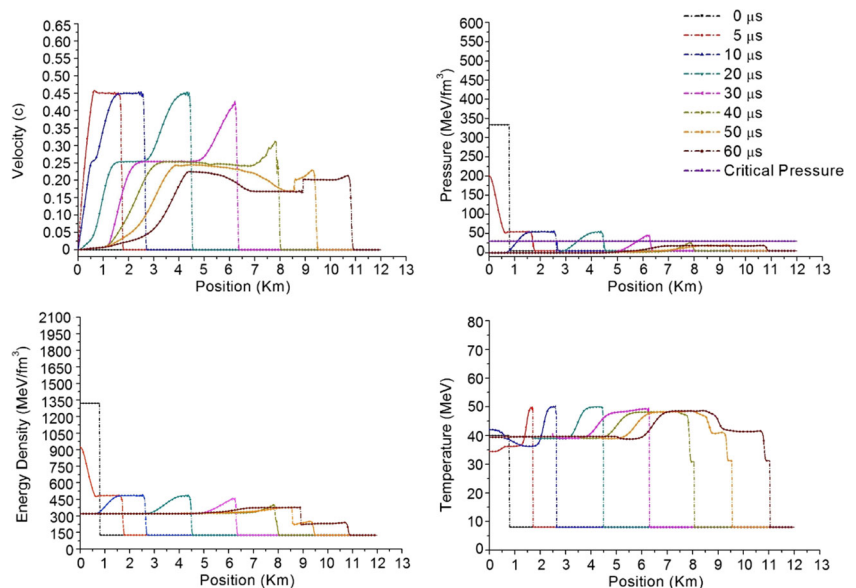 0.65
0.60
0.55
0.50
0.45
0.40
0.35
0.30
0.25
0.20
0.15
0.10
0.05
0
Velocity (c)
0 1 2 3 4 5 6 7 8 9 10 11 12 13
Position (Km)
600
550
500
450
400
350
300
250
200
150
100
50
0
Pressure (MeV/fm³)
0 1 2 3 4 5 6 7 8 9 10 11 12 13
Position (Km)
0 μs
5 μs
10 μs
20 μs
30 μs
40 μs
50 μs
60 μs
Critical Pressure
2100
1950
1800
1650
1500
1350
1200
1050
900
750
600
450
300
150
0
Energy Density (MeV/fm³)
0 1 2 3 4 5 6 7 8 9 10 11 12 13
Position (Km)
80
70
60
50
40
30
20
10
0
Temperature (MeV)
0 1 2 3 4 5 6 7 8 9 10 11 12 13
Position (Km)